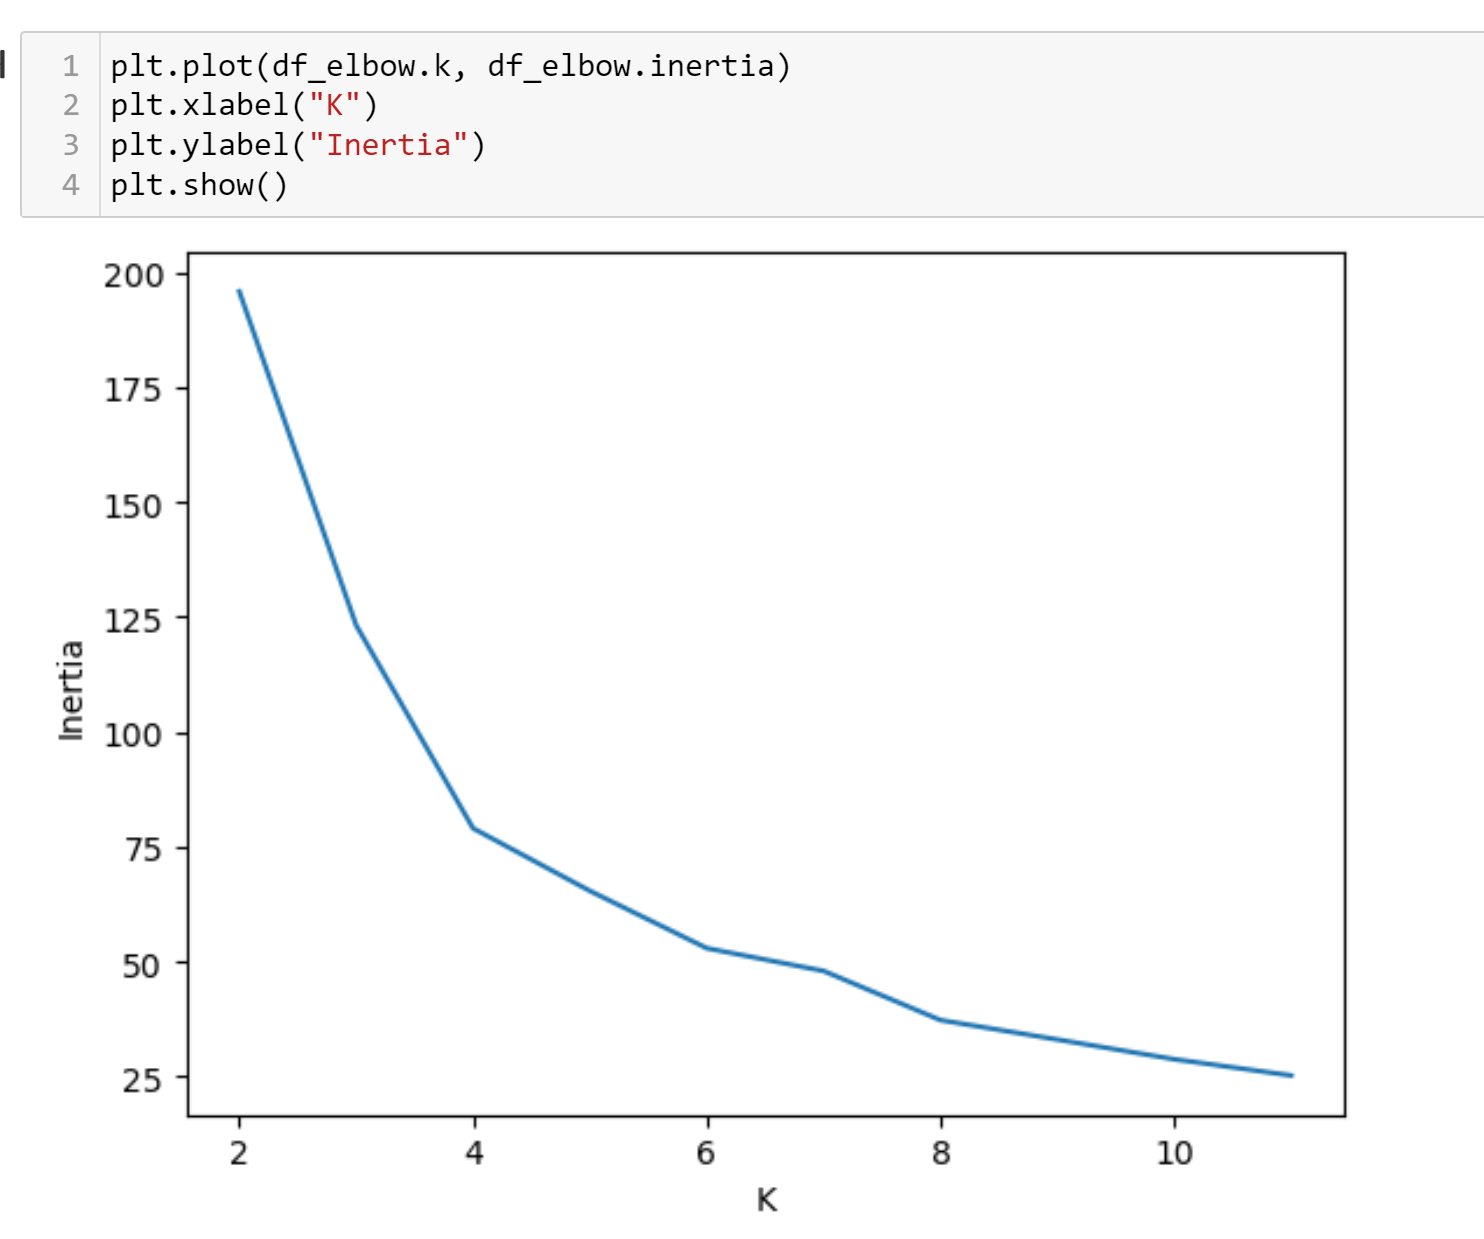 1 plt.plot(df_elbow.k, df_elbow.inertia)
2 plt.xlabel("K")
3 plt.ylabel("Inertia")
4 plt.show()
200
175
150
125
100
75
50
25
Inertia
2 4 6 8 10
K